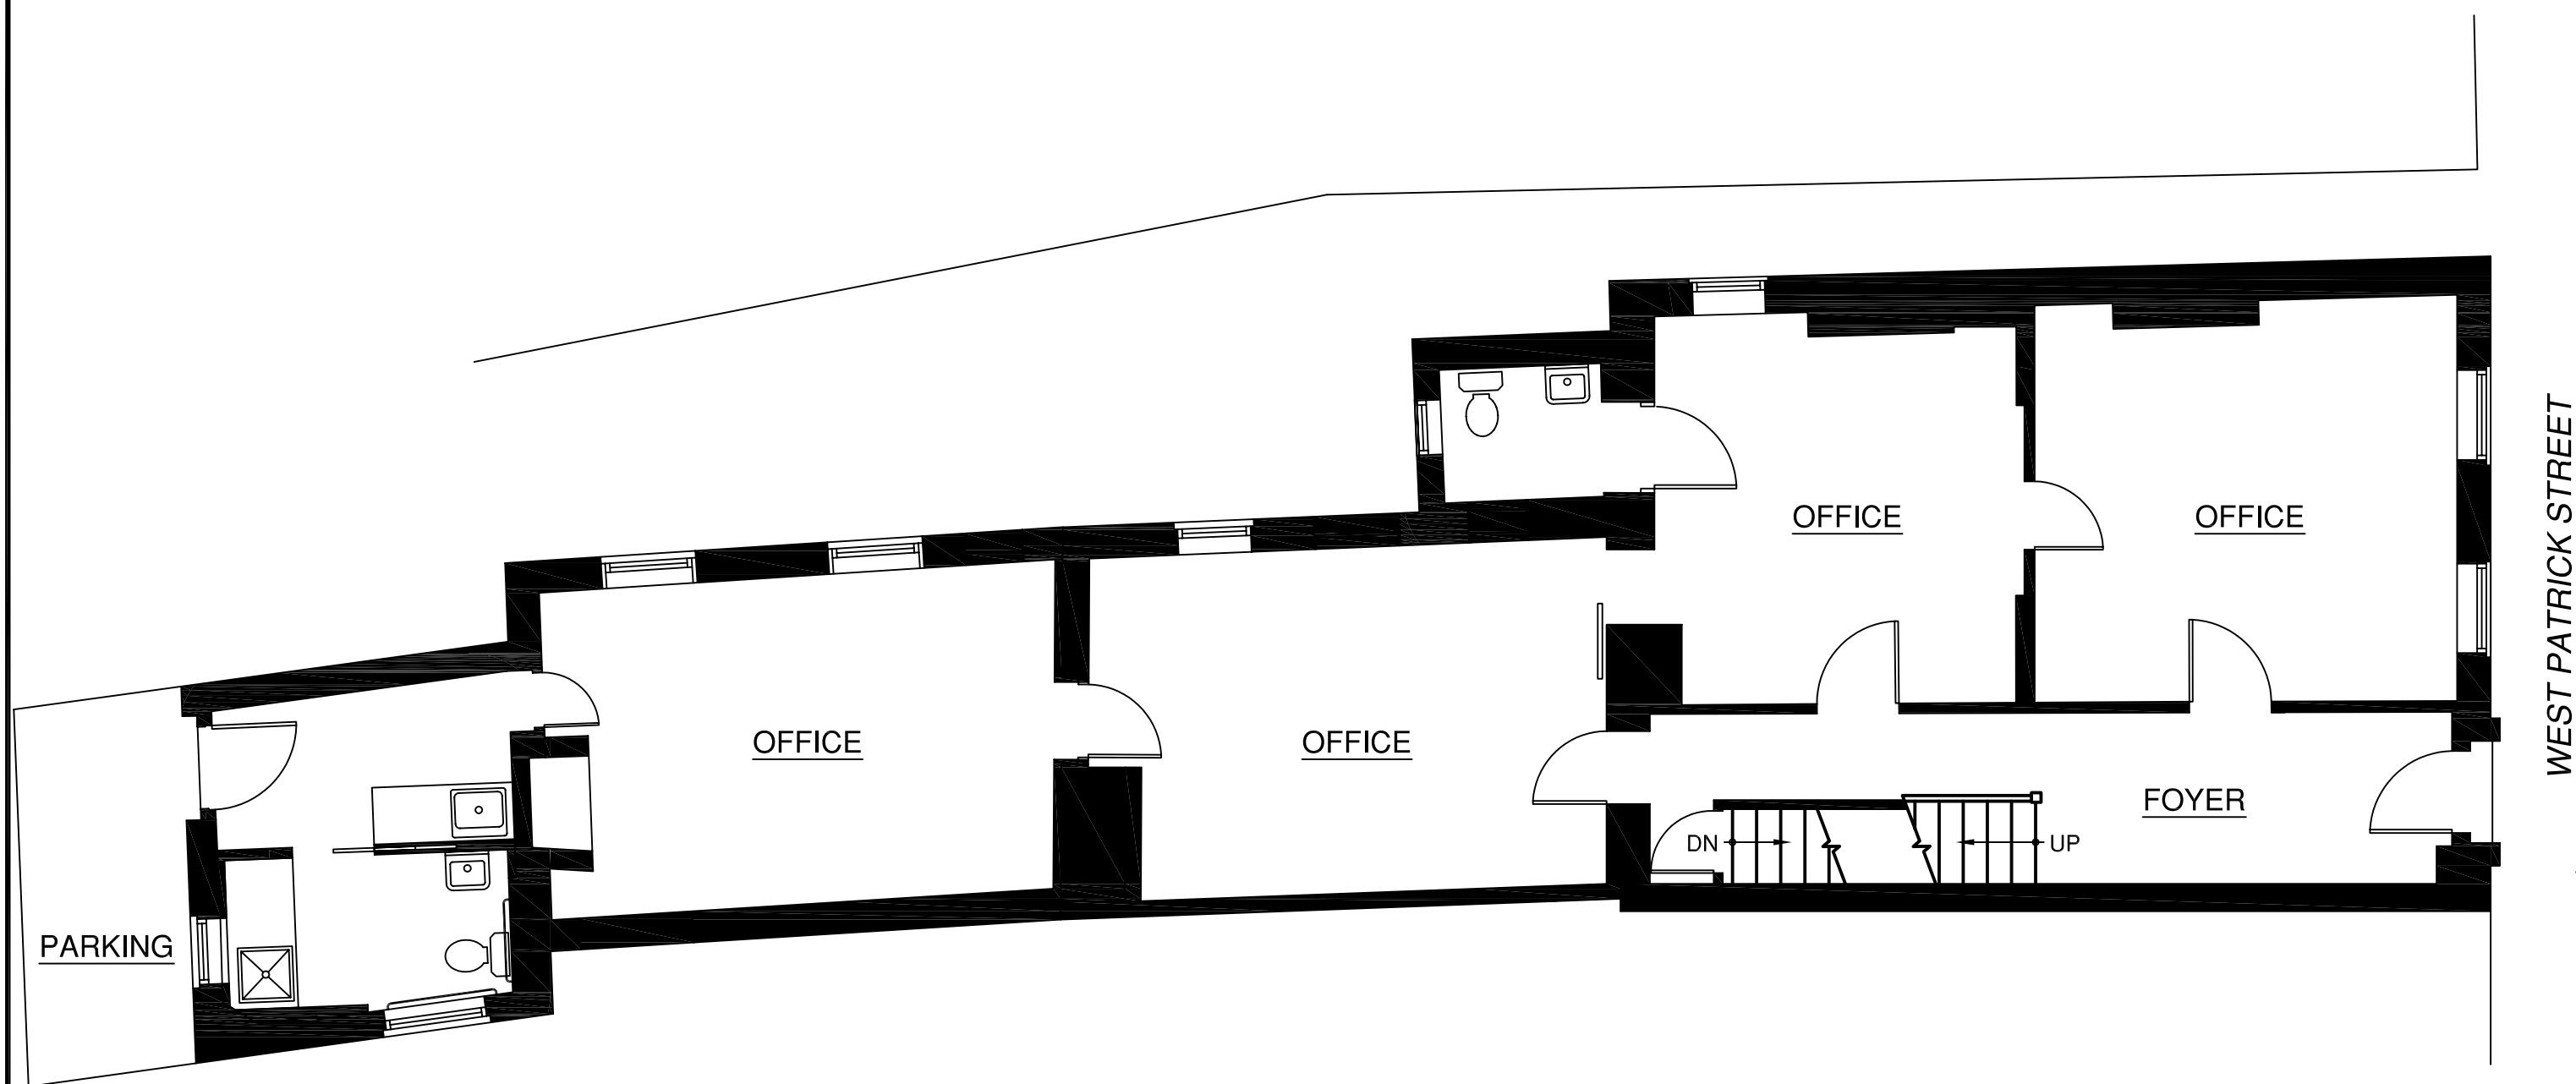 OFFICE
OFFICE
OFFICE
OFFICE
FOYER
DN
UP
PARKING
WEST PATRICK STREET